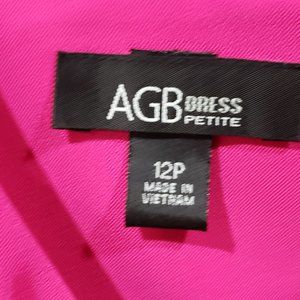 AGB DRESS
PETITE
12P
MADE IN
VIETNAM